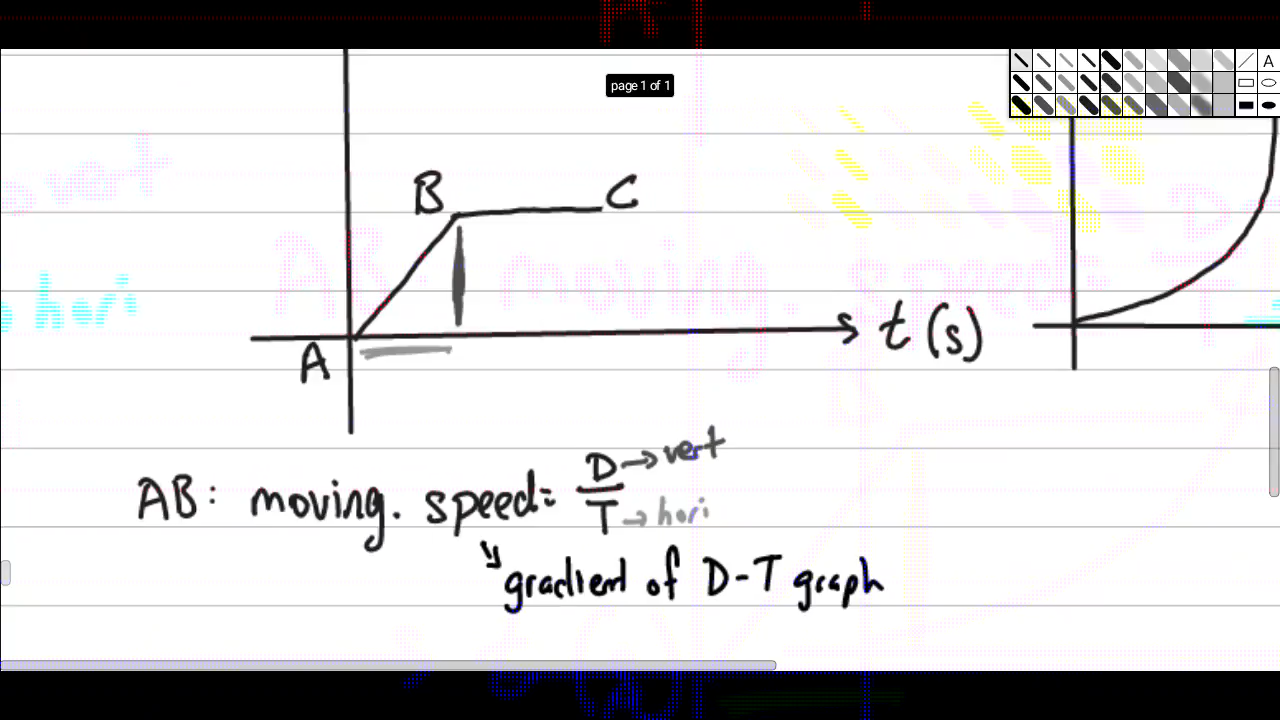 page 1 of 1
A
B
C
t (s)
A
AB: moving. speed = D → vert
T → hori
gradient of D-T graph